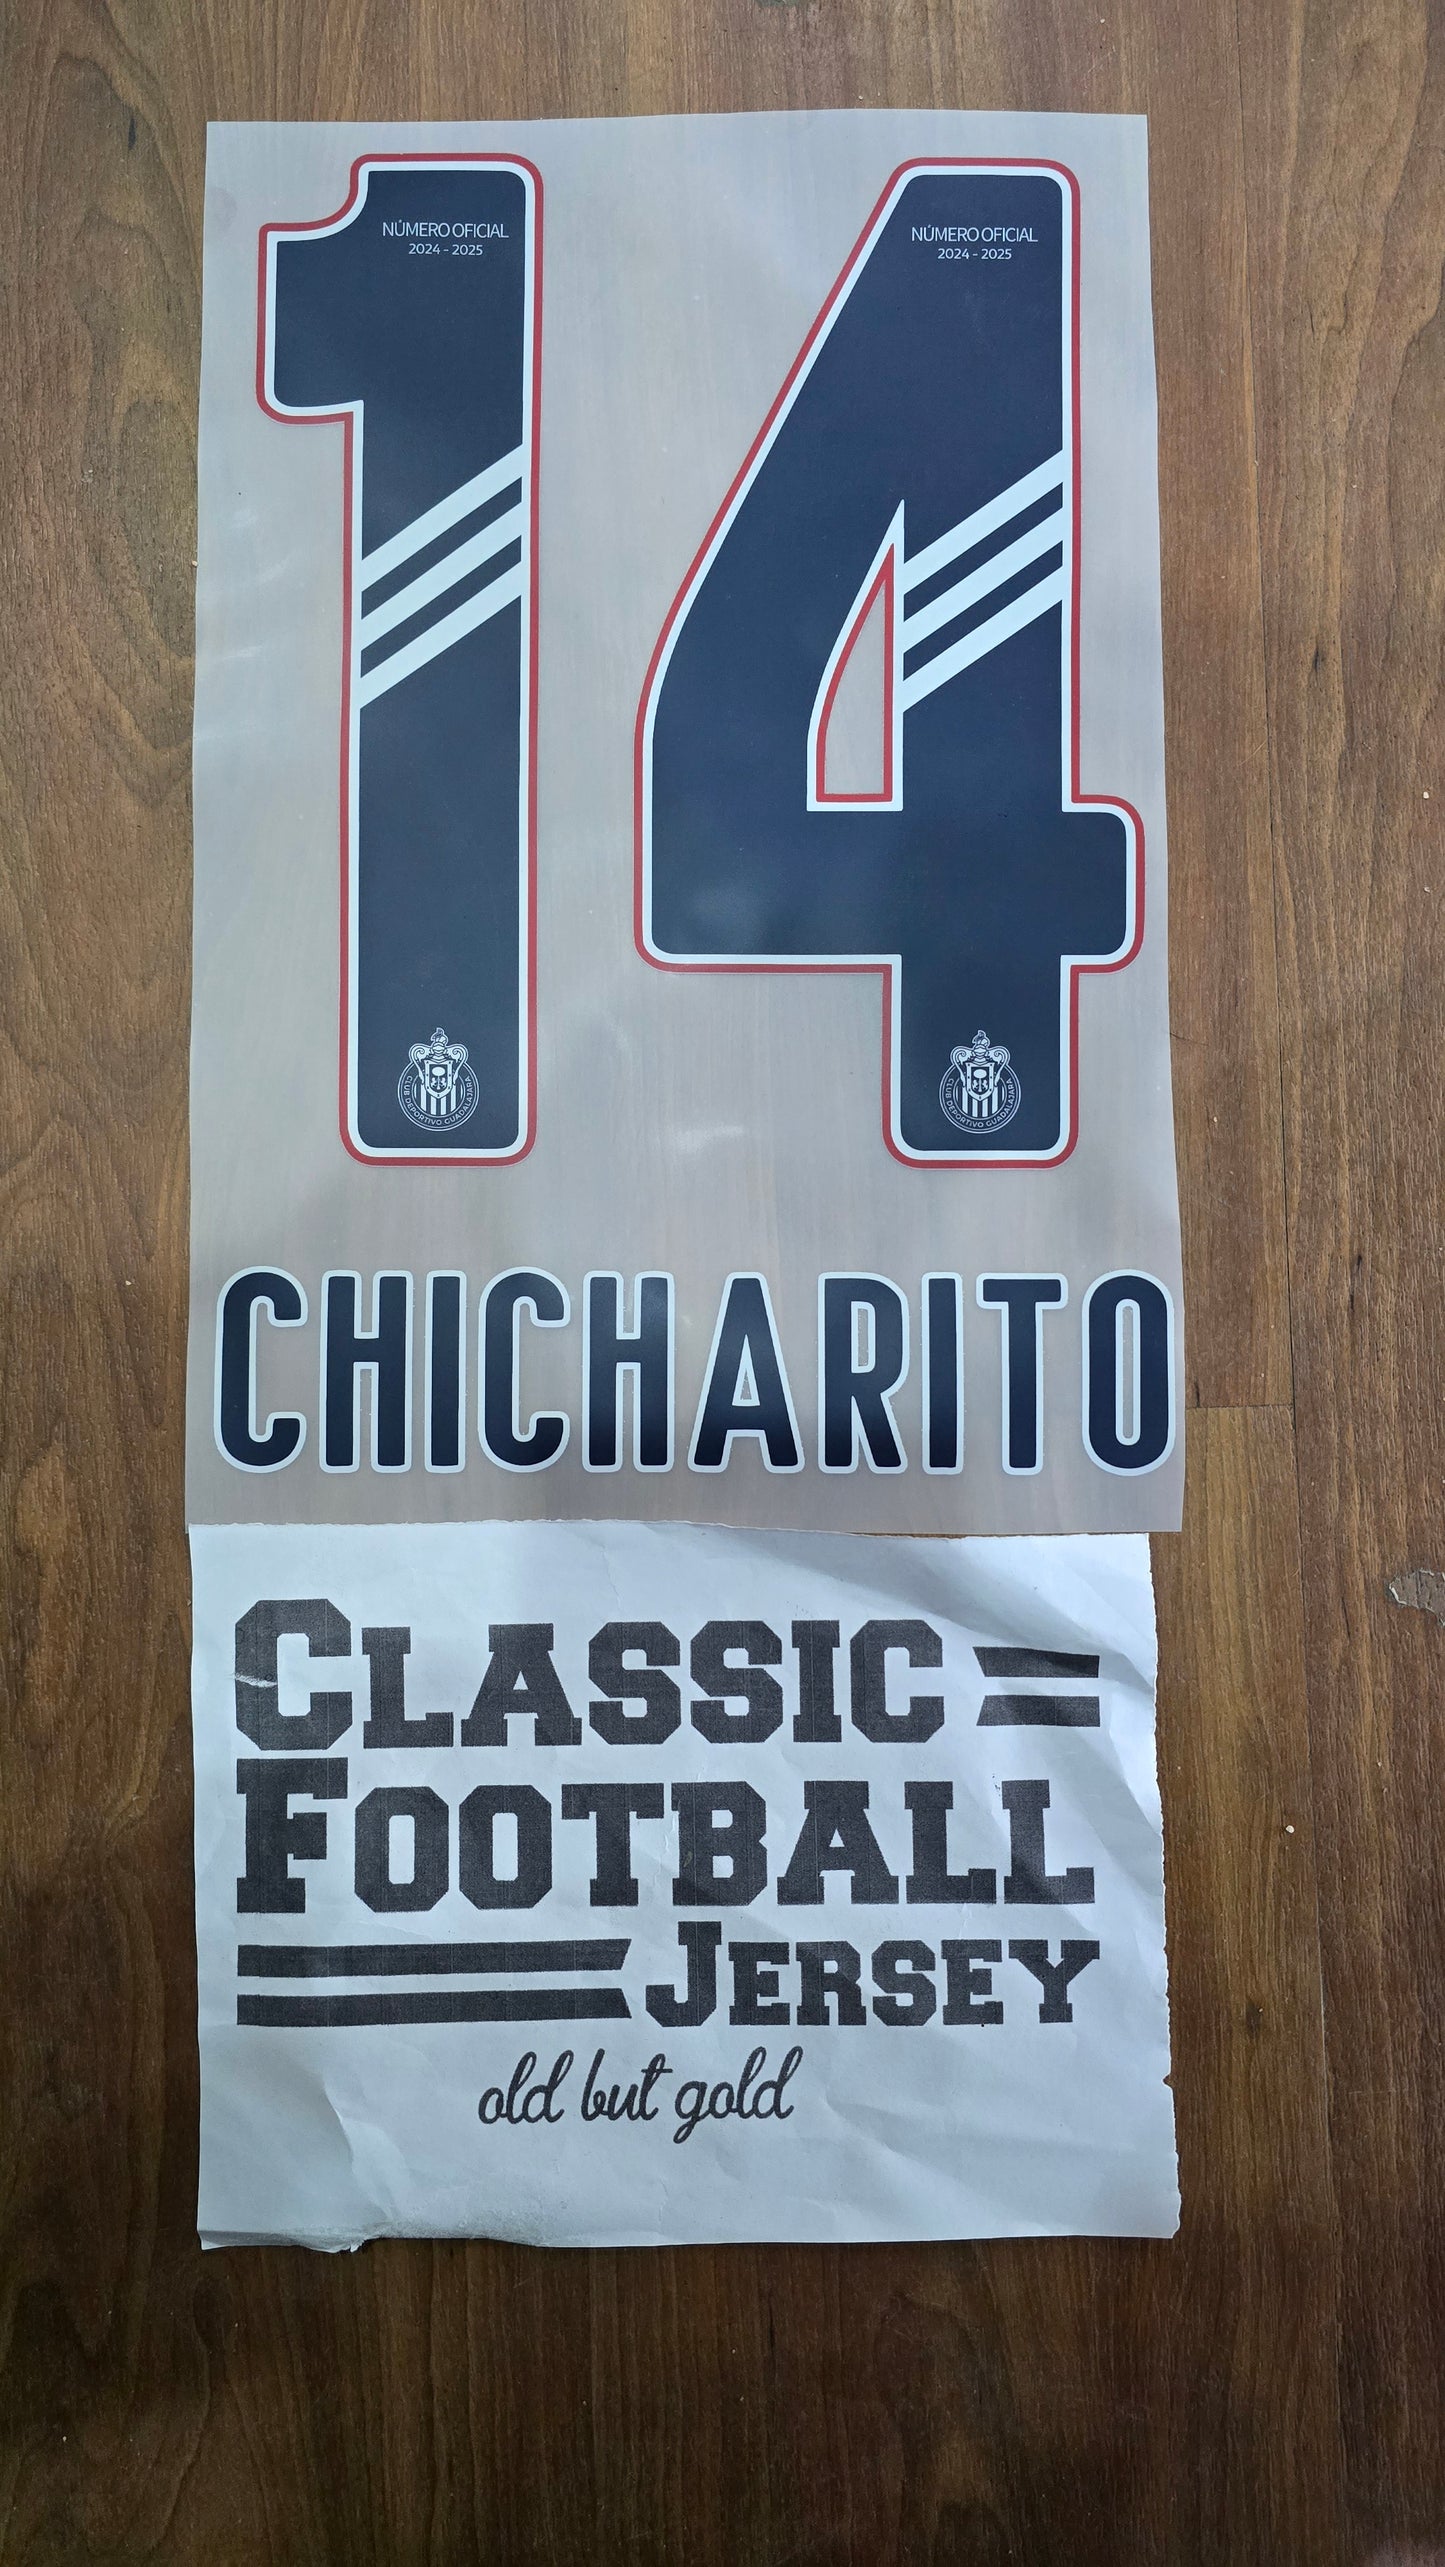 14
NÚMERO OFICIAL
2024 - 2025
NÚMERO OFICIAL
2024 - 2025
CLUB DEPORTIVO GUADALAJARA
CLUB DEPORTIVO GUADALAJARA
CHICHARITO
CLASSIC
FOOTBALL
JERSEY
old but gold